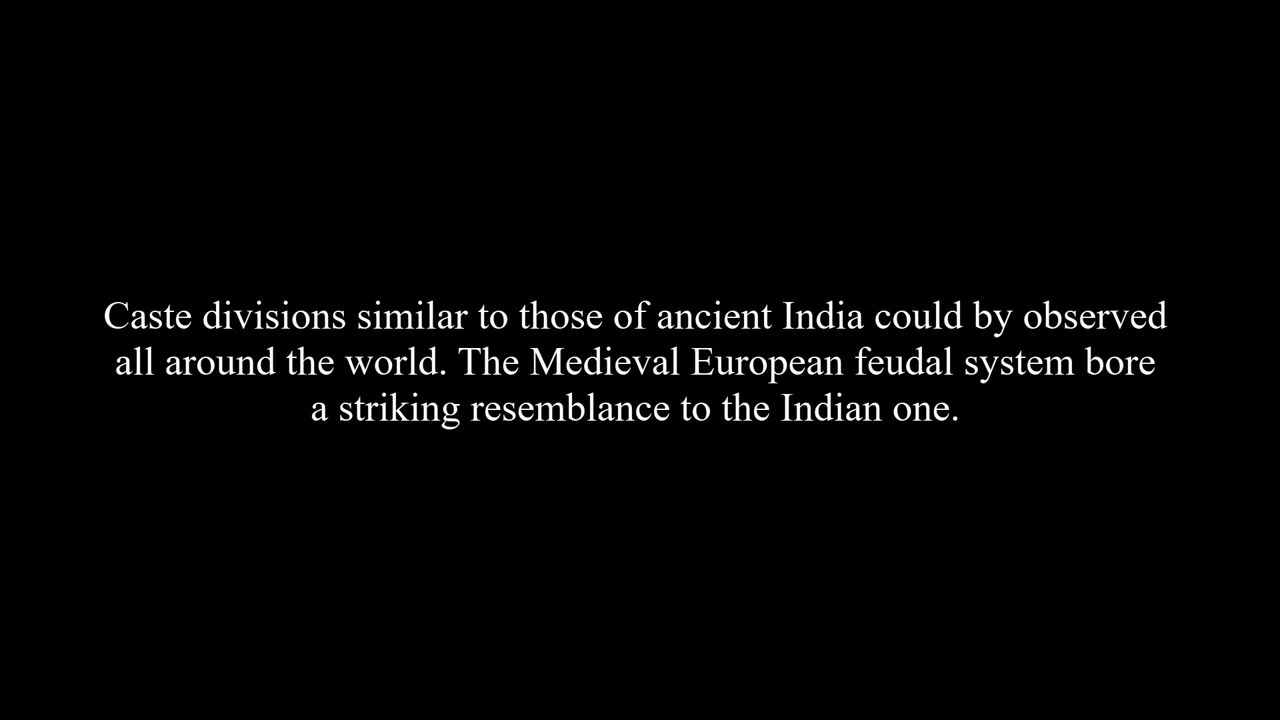 Caste divisions similar to those of ancient India could by observed
all around the world. The Medieval European feudal system bore
a striking resemblance to the Indian one.